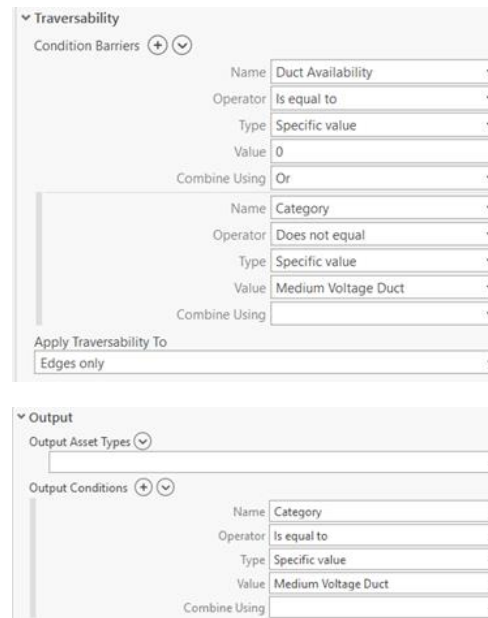 Traversability
Condition Barriers
Name Duct Availability
Operator Is equal to
Type Specific value
Value 0
Combine Using Or
Name Category
Operator Does not equal
Type Specific value
Value Medium Voltage Duct
Combine Using
Apply Traversability To
Edges only
Output
Output Asset Types
Output Conditions
Name Category
Operator Is equal to
Type Specific value
Value Medium Voltage Duct
Combine Using